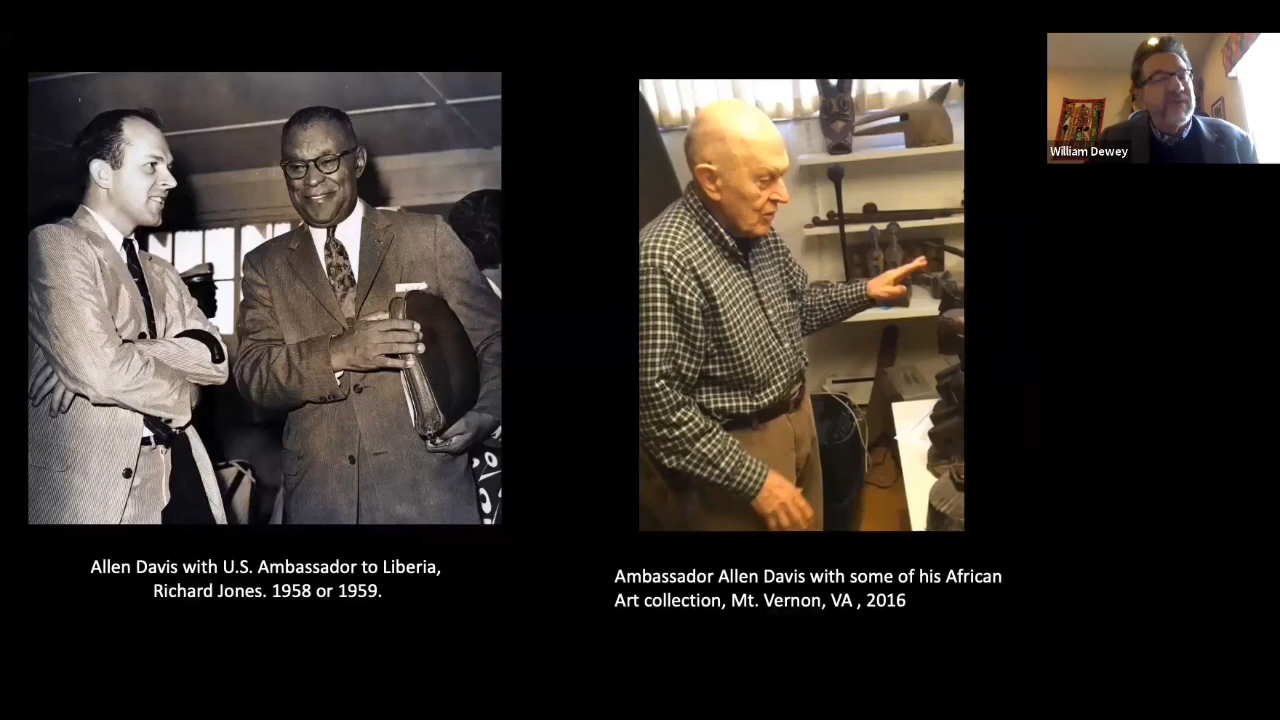 William Dewey
Allen Davis with U.S. Ambassador to Liberia,
Richard Jones. 1958 or 1959.
Ambassador Allen Davis with some of his African
Art collection, Mt. Vernon, VA , 2016